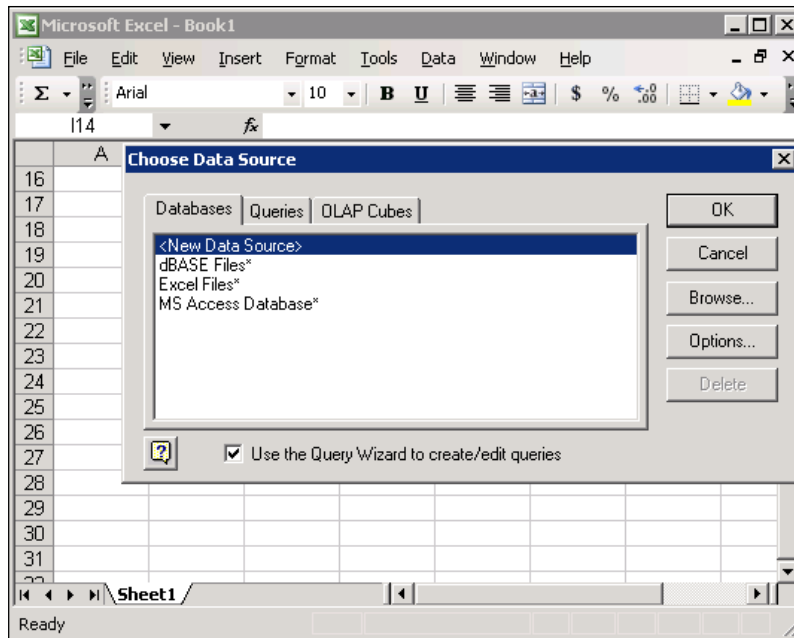 Microsoft Excel - Book1
File Edit View Insert Format Tools Data Window Help
Σ Arial 10 B U $ % .00
I14 fx
A
Choose Data Source
16
17
18
19
20
21
22
23
24
25
26
27
28
29
30
31
Databases Queries OLAP Cubes
<New Data Source>
dBASE Files*
Excel Files*
MS Access Database*
OK
Cancel
Browse...
Options...
Delete
Use the Query Wizard to create/edit queries
Sheet1
Ready